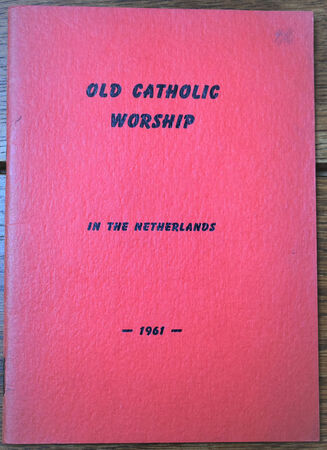 OLD CATHOLIC
WORSHIP
IN THE NETHERLANDS
— 1961 —